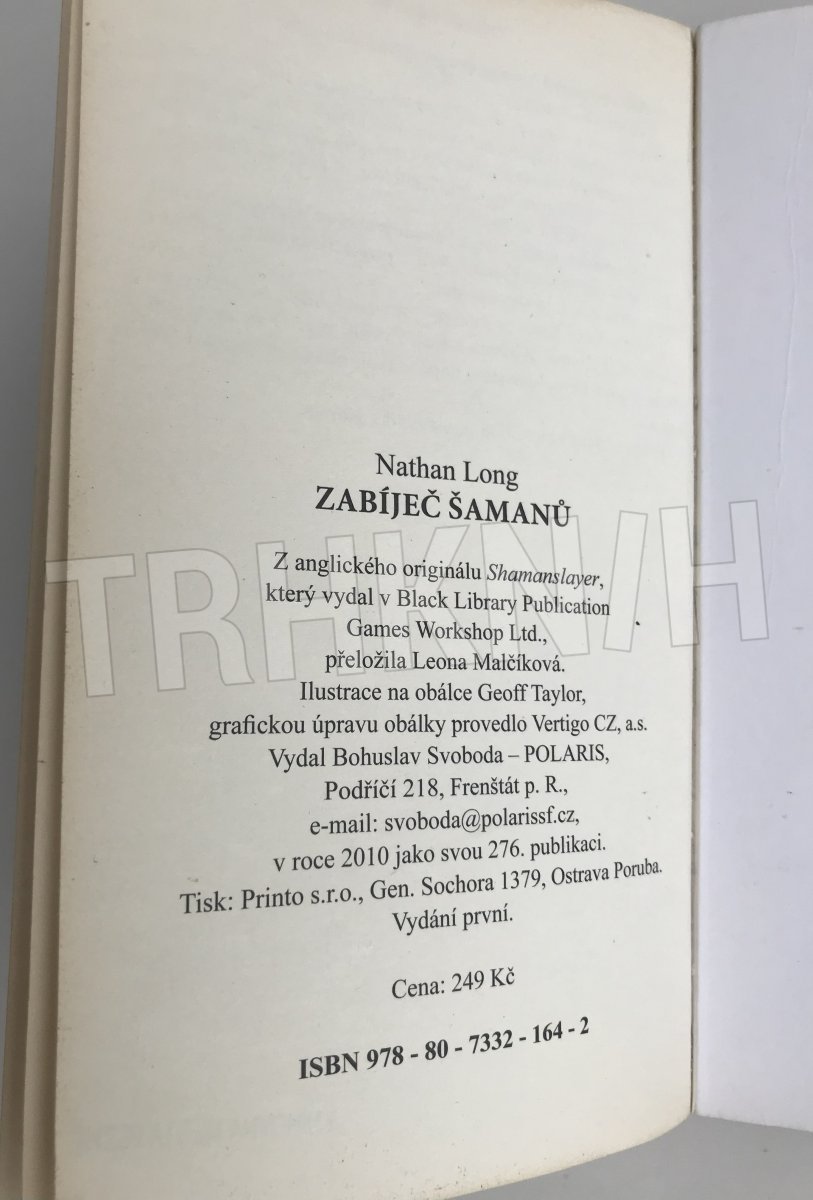 Nathan Long
ZABÍJEČ ŠAMANŮ
Z anglického originálu Shamanslayer,
který vydal v Black Library Publication
Games Workshop Ltd.,
přeložila Leona Malčíková.
Ilustrace na obálce Geoff Taylor,
grafickou úpravu obálky provedlo Vertigo CZ, a.s.
Vydal Bohuslav Svoboda – POLARIS,
Podříčí 218, Frenštát p. R.,
e-mail: svoboda@polarissf.cz,
v roce 2010 jako svou 276. publikaci.
Tisk: Printo s.r.o., Gen. Sochora 1379, Ostrava Poruba.
Vydání první.
Cena: 249 Kč
ISBN 978 - 80 - 7332 - 164 - 2
TRHKNIH